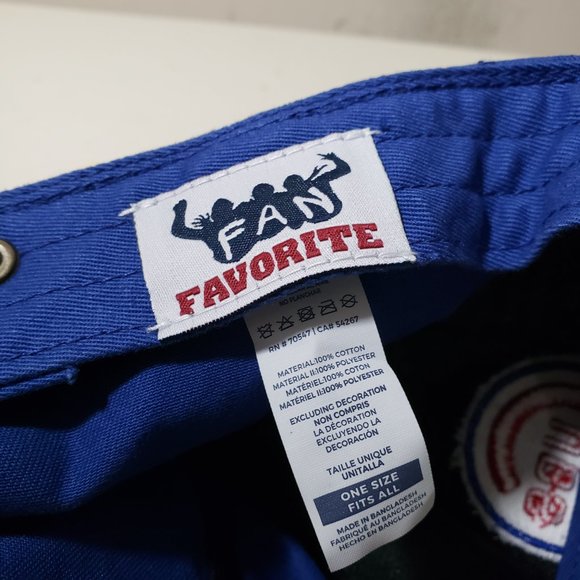 FAN
FAVORITE
NO PLANCHAR
RN # 70547 | CA# 54267
MATERIAL:100% COTTON
MATERIAL II:100% POLYESTER
MATÉRIEL:100% COTON
MATÉRIEL II:100% POLYESTER
EXCLUDING DECORATION
NON COMPRIS
LA DÉCORATION
EXCLUYENDO LA
DECORACIÓN
TAILLE UNIQUE
UNITALLA
ONE SIZE
FITS ALL
MADE IN BANGLADESH
FABRIQUÉ AU BANGLADESH
HECHO EN BANGLADESH